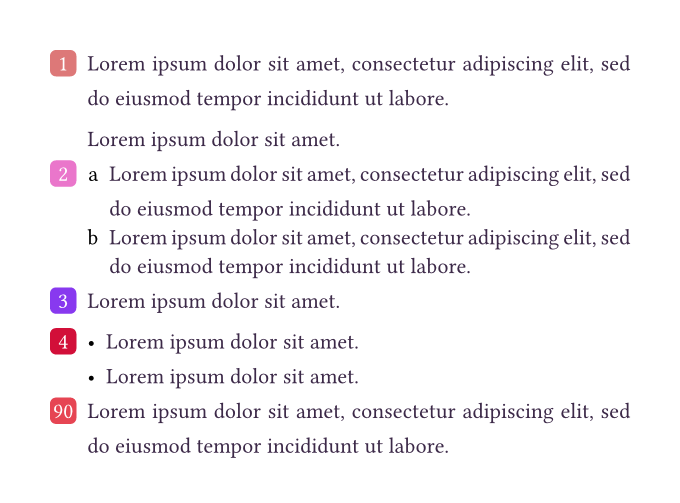 1 Lorem ipsum dolor sit amet, consectetur adipiscing elit, sed
do eiusmod tempor incididunt ut labore.
Lorem ipsum dolor sit amet.
2 a Lorem ipsum dolor sit amet, consectetur adipiscing elit, sed
do eiusmod tempor incididunt ut labore.
b Lorem ipsum dolor sit amet, consectetur adipiscing elit, sed
do eiusmod tempor incididunt ut labore.
3 Lorem ipsum dolor sit amet.
4 • Lorem ipsum dolor sit amet.
• Lorem ipsum dolor sit amet.
90 Lorem ipsum dolor sit amet, consectetur adipiscing elit, sed
do eiusmod tempor incididunt ut labore.